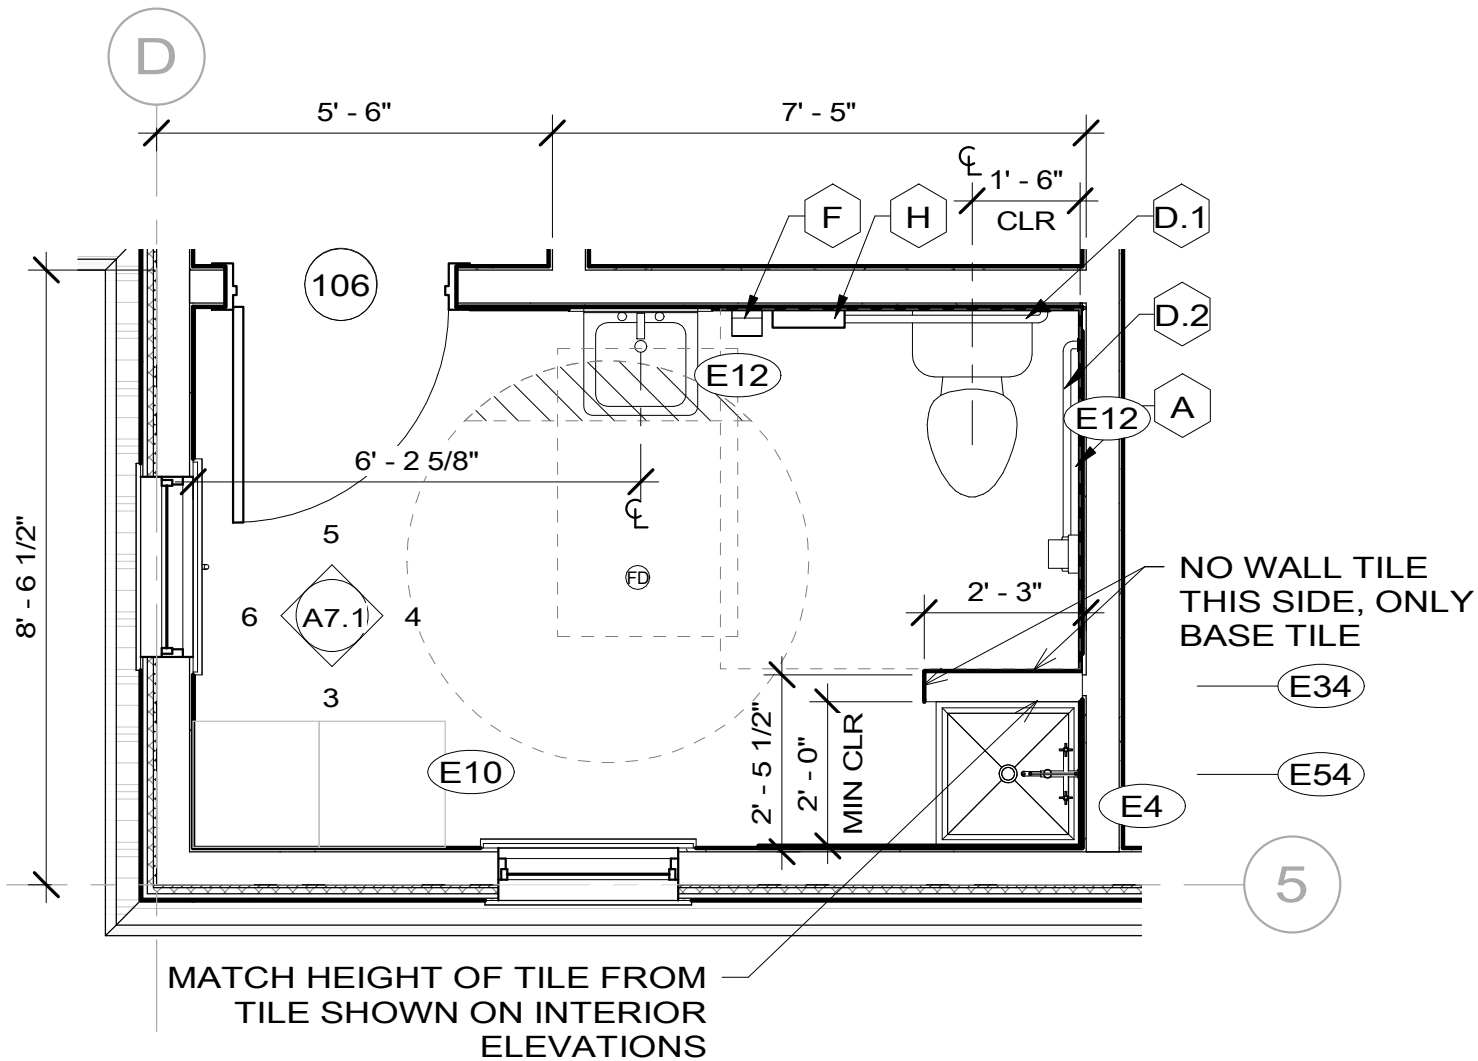 D
5' - 6"
7' - 5"
℄
1' - 6"
CLR
F
H
D.1
106
D.2
E12
A
E12
6' - 2 5/8"
℄
8' - 6 1/2"
5
FD
6
A7.1
4
3
2' - 3"
NO WALL TILE
THIS SIDE, ONLY
BASE TILE
E34
2' - 5 1/2"
2' - 0"
MIN CLR
E10
E54
E4
5
MATCH HEIGHT OF TILE FROM
TILE SHOWN ON INTERIOR
ELEVATIONS